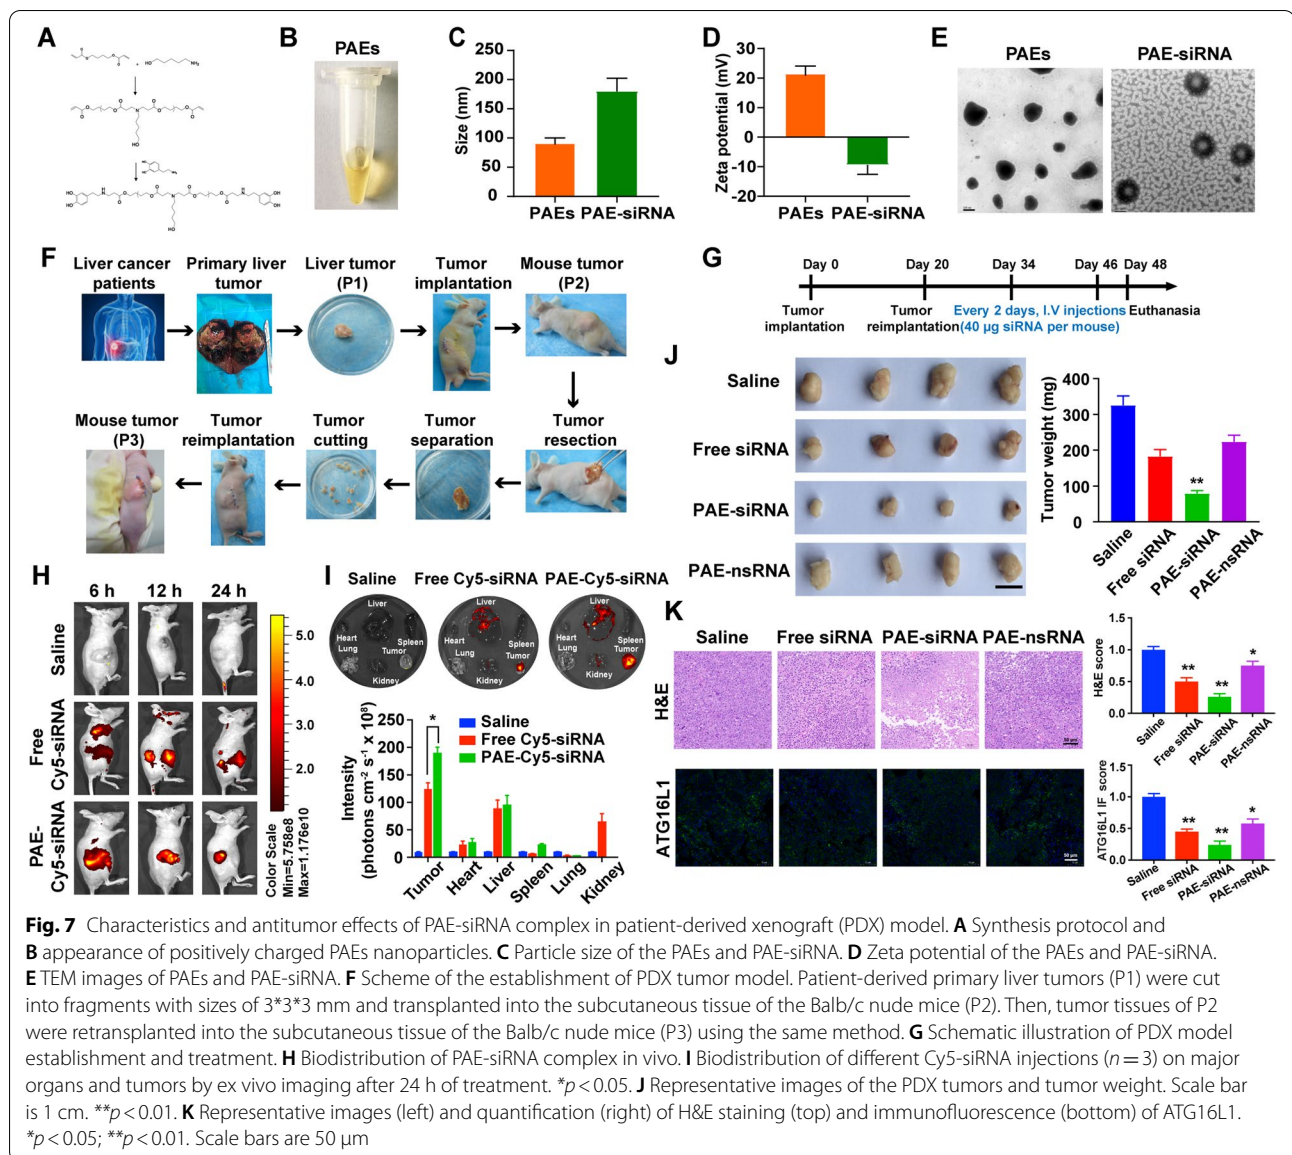 A
B
PAEs
C
Size (nm)
250
200
150
100
50
0
PAEs PAE-siRNA
D
Zeta potential (mV)
30
20
10
0
-10
-20
PAEs PAE-siRNA
E
PAEs
PAE-siRNA
F
Liver cancer patients
Primary liver tumor
Liver tumor (P1)
Tumor implantation
Mouse tumor (P2)
Mouse tumor (P3)
Tumor reimplantation
Tumor cutting
Tumor separation
Tumor resection
G
Day 0
Day 20
Day 34
Day 46
Day 48
Tumor implantation
Tumor reimplantation
Every 2 days, I.V injections
(40 µg siRNA per mouse)
Euthanasia
H
6 h
12 h
24 h
Saline
Free Cy5-siRNA
PAE-Cy5-siRNA
5.0
4.0
3.0
2.0
Color Scale
Min=5.758e8
Max=1.176e10
I
Saline
Free Cy5-siRNA
PAE-Cy5-siRNA
Liver
Heart
Lung
Spleen
Tumor
Kidney
Liver
Heart
Lung
Spleen
Tumor
Kidney
Liver
Heart
Lung
Spleen
Tumor
Kidney
Intensity
(photons cm⁻² s⁻¹ x 10⁸)
250
200
150
100
50
0
*
Saline
Free Cy5-siRNA
PAE-Cy5-siRNA
Tumor
Heart
Liver
Spleen
Lung
Kidney
J
Saline
Free siRNA
PAE-siRNA
PAE-nsRNA
Tumor weight (mg)
400
300
200
100
0
**
Saline
Free siRNA
PAE-siRNA
PAE-nsRNA
K
Saline
Free siRNA
PAE-siRNA
PAE-nsRNA
H&E
50 µm
ATG16L1
50 µm
H&E score
1.5
1.0
0.5
0.0
**
**
*
Saline
Free siRNA
PAE-siRNA
PAE-nsRNA
ATG16L1 IF score
1.5
1.0
0.5
0.0
**
**
*
Saline
Free siRNA
PAE-siRNA
PAE-nsRNA
Fig. 7 Characteristics and antitumor effects of PAE-siRNA complex in patient-derived xenograft (PDX) model. A Synthesis protocol and
B appearance of positively charged PAEs nanoparticles. C Particle size of the PAEs and PAE-siRNA. D Zeta potential of the PAEs and PAE-siRNA.
E TEM images of PAEs and PAE-siRNA. F Scheme of the establishment of PDX tumor model. Patient-derived primary liver tumors (P1) were cut
into fragments with sizes of 3*3*3 mm and transplanted into the subcutaneous tissue of the Balb/c nude mice (P2). Then, tumor tissues of P2
were retransplanted into the subcutaneous tissue of the Balb/c nude mice (P3) using the same method. G Schematic illustration of PDX model
establishment and treatment. H Biodistribution of PAE-siRNA complex in vivo. I Biodistribution of different Cy5-siRNA injections (n = 3) on major
organs and tumors by ex vivo imaging after 24 h of treatment. *p < 0.05. J Representative images of the PDX tumors and tumor weight. Scale bar
is 1 cm. **p < 0.01. K Representative images (left) and quantification (right) of H&E staining (top) and immunofluorescence (bottom) of ATG16L1.
*p < 0.05; **p < 0.01. Scale bars are 50 µm